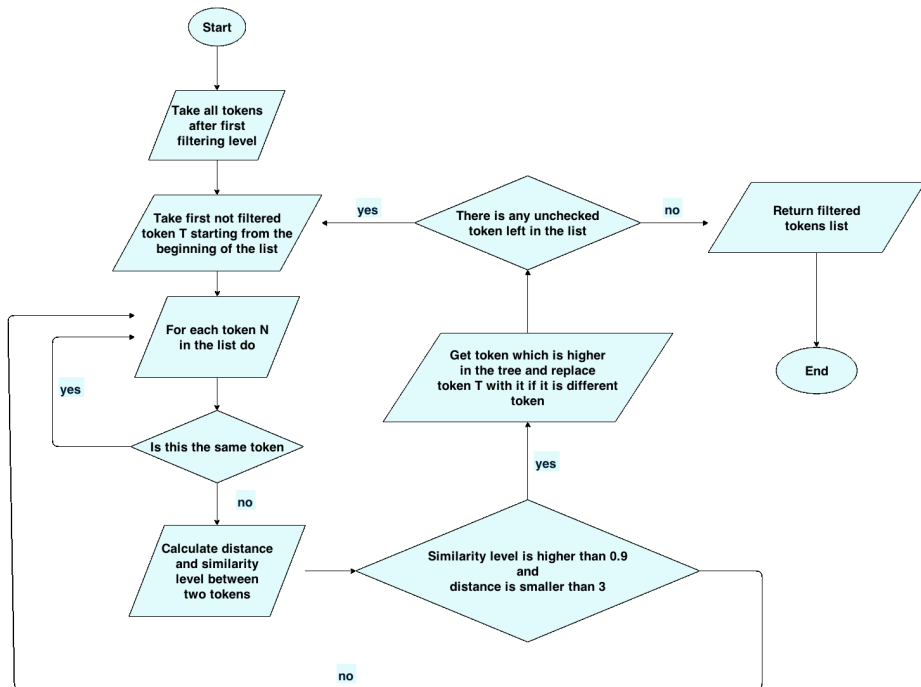 Start
Take all tokens
after first
filtering level
Take first not filtered
token T starting from the
beginning of the list
For each token N
in the list do
yes
Is this the same token
no
Calculate distance
and similarity
level between
two tokens
Similarity level is higher than 0.9
and
distance is smaller than 3
no
yes
Get token which is higher
in the tree and replace
token T with it if it is different
token
There is any unchecked
token left in the list
yes
no
Return filtered
tokens list
End